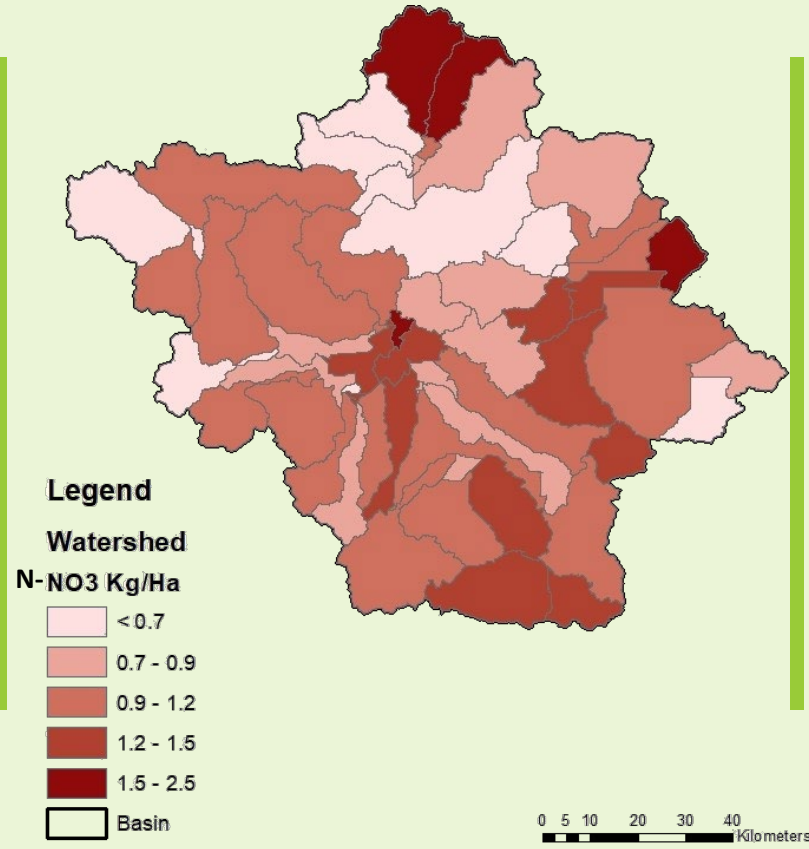 Legend
Watershed
N-NO3 Kg/Ha
< 0.7
0.7 - 0.9
0.9 - 1.2
1.2 - 1.5
1.5 - 2.5
Basin
0 5 10 20 30 40
Kilometers